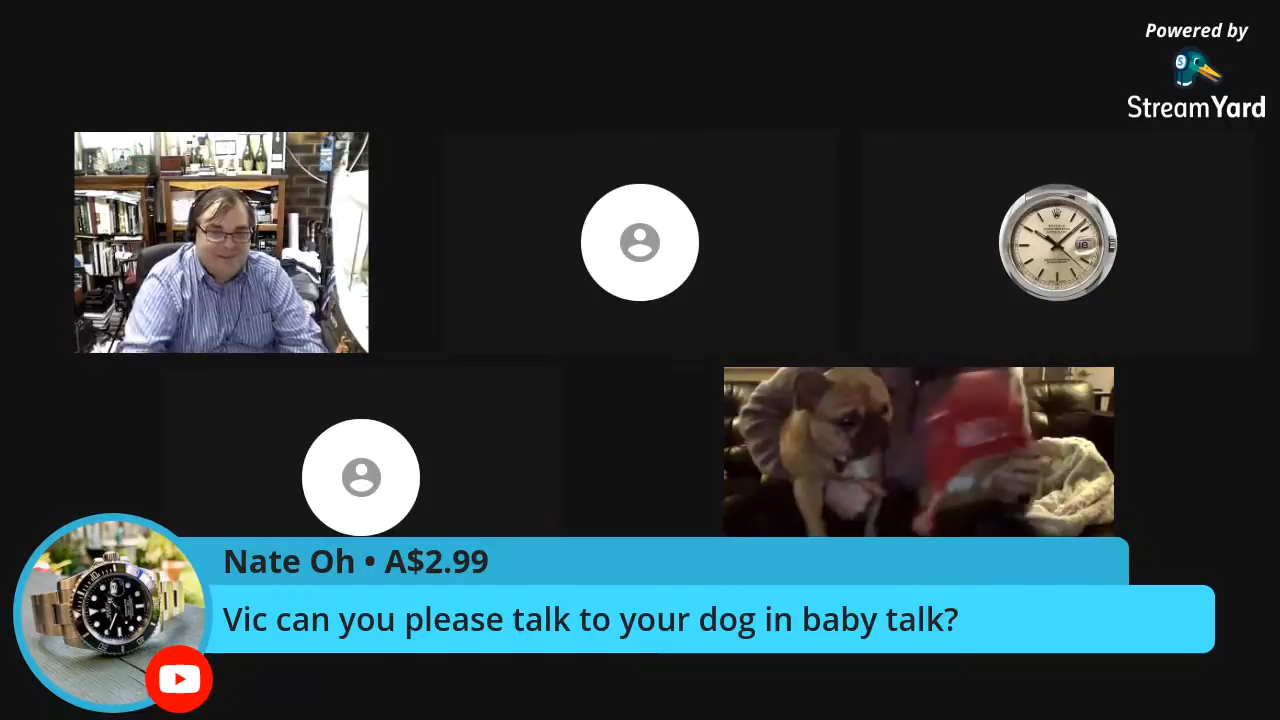 Powered by
StreamYard
Nate Oh • A$2.99
Vic can you please talk to your dog in baby talk?